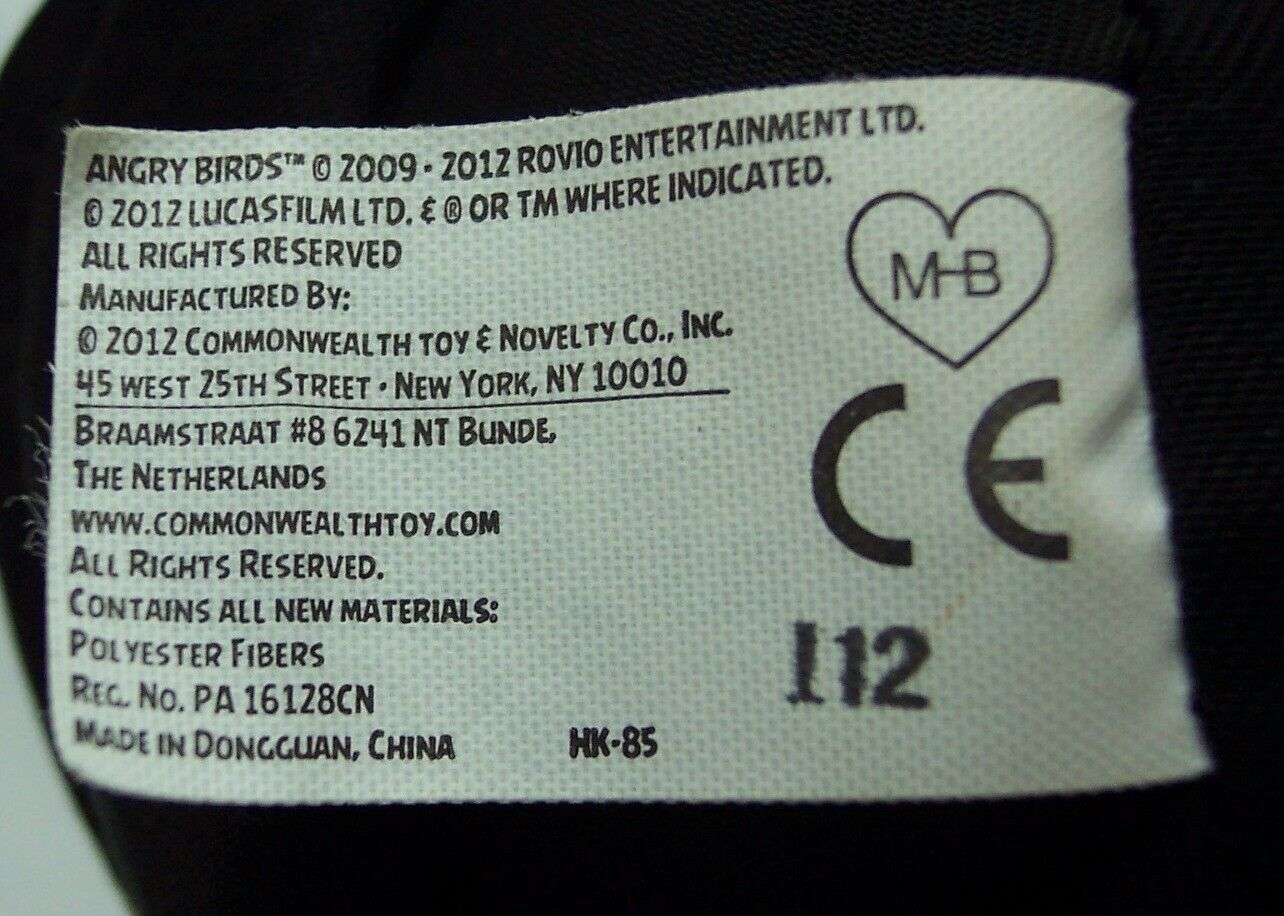 ANGRY BIRDS™ © 2009 • 2012 ROVIO ENTERTAINMENT LTD.
© 2012 LUCASFILM LTD. & ® OR TM WHERE INDICATED.
ALL RIGHTS RESERVED
MANUFACTURED BY:
© 2012 COMMONWEALTH TOY & NOVELTY CO., INC.
45 WEST 25TH STREET • NEW YORK, NY 10010
BRAAMSTRAAT #8 6241 NT BUNDE,
THE NETHERLANDS
WWW.COMMONWEALTHTOY.COM
ALL RIGHTS RESERVED.
CONTAINS ALL NEW MATERIALS:
POLYESTER FIBERS
REG. NO. PA 16128CN
MADE IN DONGGUAN, CHINA
HK-85
MHB
CE
112